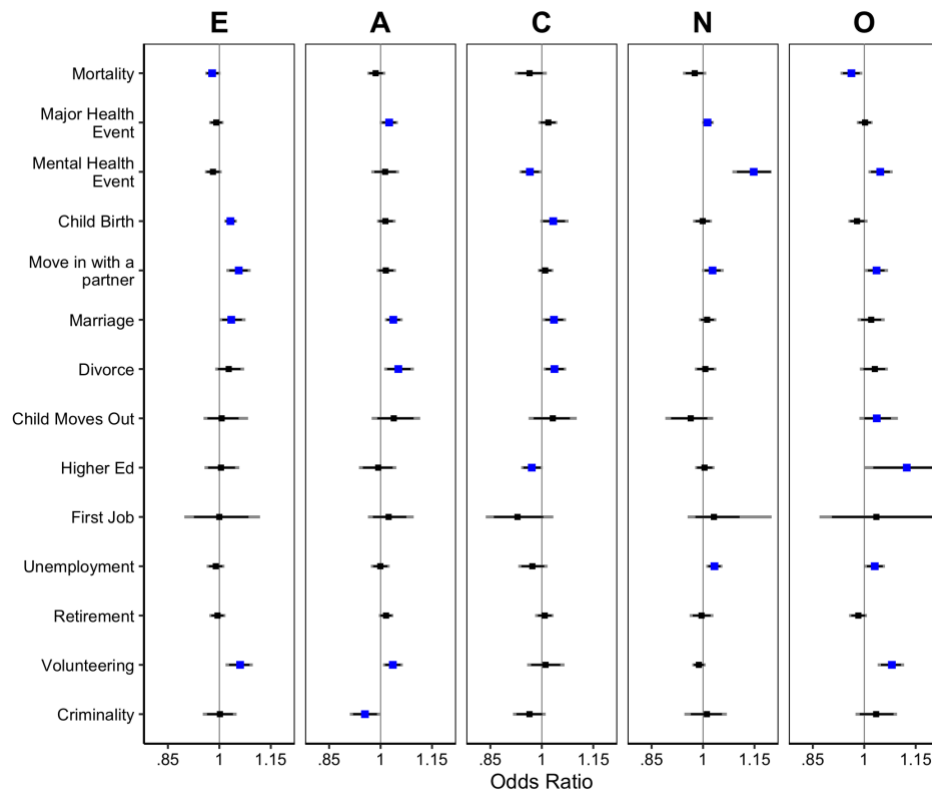 E A C N O
Mortality
Major Health
Event
Mental Health
Event
Child Birth
Move in with a
partner
Marriage
Divorce
Child Moves Out
Higher Ed
First Job
Unemployment
Retirement
Volunteering
Criminality
.85 1 1.15 .85 1 1.15 .85 1 1.15 .85 1 1.15 .85 1 1.15
Odds Ratio